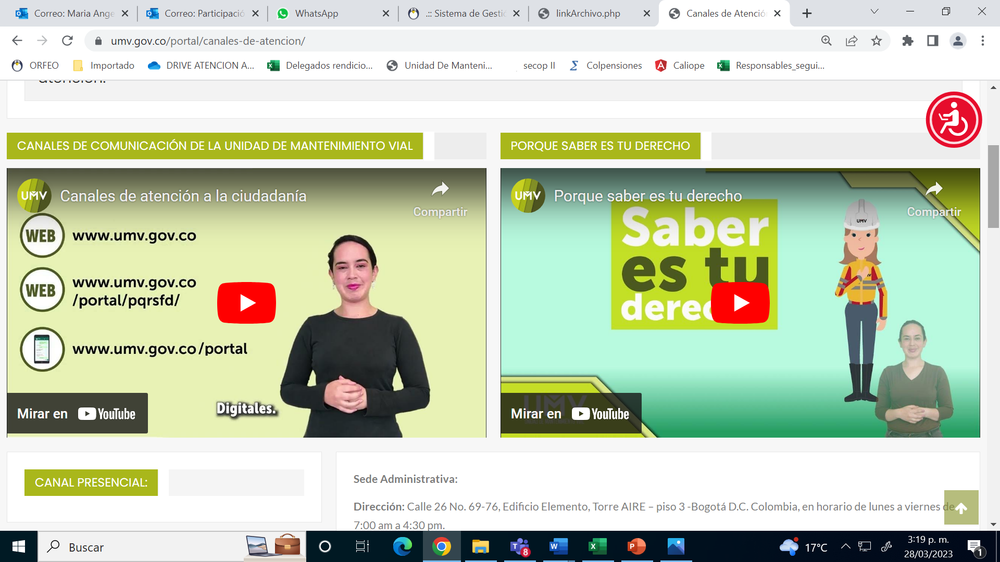 Correo: Maria Ange
Correo: Participació
WhatsApp
.:: Sistema de Gestic
linkArchivo.php
Canales de Atenció
umv.gov.co/portal/canales-de-atencion/
ORFEO
Importado
DRIVE ATENCION A...
Delegados rendicio...
Unidad De Manteni...
secop II
Colpensiones
Caliope
Responsables_segui...
atención.
CANALES DE COMUNICACIÓN DE LA UNIDAD DE MANTENIMIENTO VIAL
PORQUE SABER ES TU DERECHO
UMV Canales de atención a la ciudadanía
Compartir
WEB www.umv.gov.co
WEB www.umv.gov.co
/portal/pqrsfd/
www.umv.gov.co/portal
Digitales.
Mirar en YouTube
UMV Porque saber es tu derecho
Compartir
Saber
es tu
derec
UMV
UMV
Mirar en YouTube
CANAL PRESENCIAL:
Sede Administrativa:
Dirección: Calle 26 No. 69-76, Edificio Elemento, Torre AIRE – piso 3 -Bogotá D.C. Colombia, en horario de lunes a viernes de
7:00 am a 4:30 pm.
Buscar
8
17°C
3:19 p. m.
28/03/2023
1